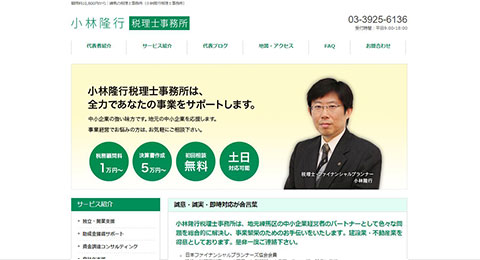 顧問料10,000円から｜練馬の税理士事務所（小林隆行税理士事務所）
小林隆行 税理士事務所
03-3925-6136
受付時間：平日9:00-18:00
代表者紹介 サービス紹介 代表ブログ 地図・アクセス FAQ お問合わせ
小林隆行税理士事務所は、
全力であなたの事業をサポートします。
中小企業の強い味方です。地元の中小企業を応援します。
事業経営でお悩みの方は、お気軽にご相談下さい。
税務顧問料
1万円〜
決算書作成
5万円〜
初回相談
無料
土日
対応可能
税理士・ファイナンシャルプランナー
小林隆行
サービス紹介
独立・開業支援
助成金獲得サポート
資金調達コンサルティング
誠意・誠実・即時対応が合言葉
小林隆行税理士事務所は、地元練馬区の中小企業経営者のパートナーとして色々な問
題を総合的に解決し、事業繁栄のためのお手伝いをいたします。建設業・不動産業を
得意としております。是非一度ご連絡下さい。
日本ファイナンシャルプランナーズ協会会員